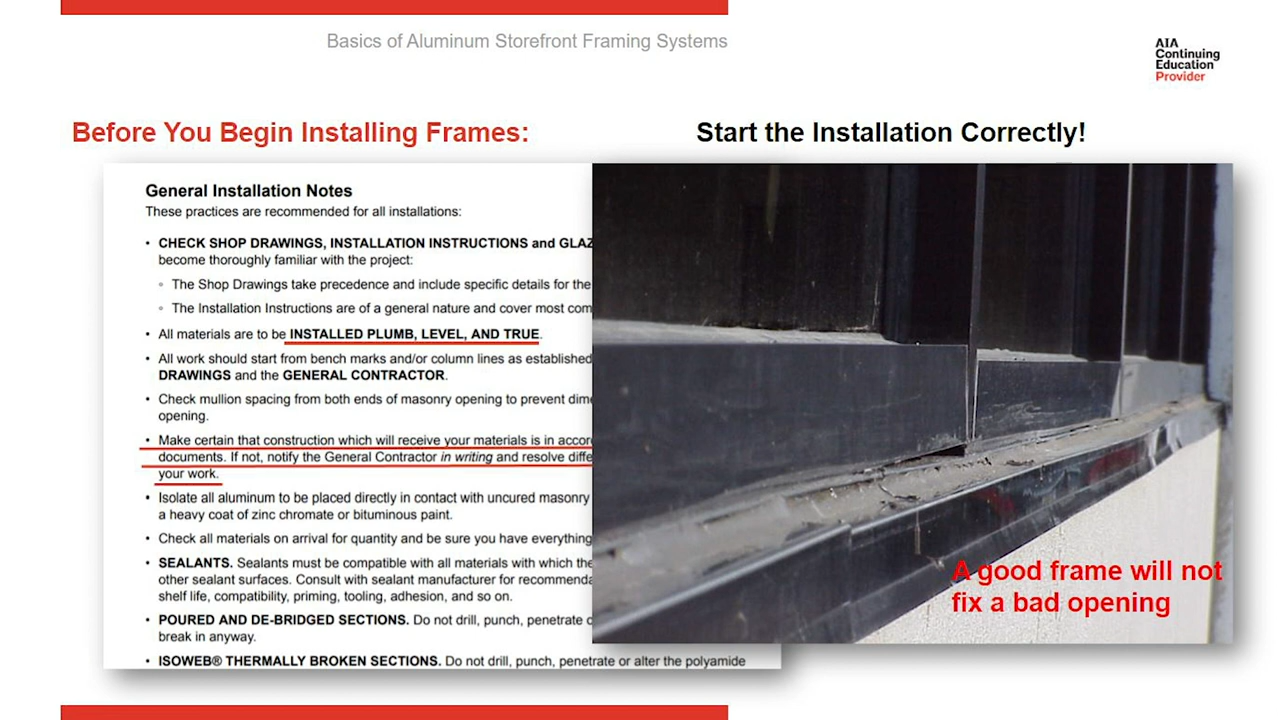 Basics of Aluminum Storefront Framing Systems
AIA
Continuing
Education
Provider
Before You Begin Installing Frames:
Start the Installation Correctly!
General Installation Notes
These practices are recommended for all installations:
• CHECK SHOP DRAWINGS, INSTALLATION INSTRUCTIONS and GLAZ
become thoroughly familiar with the project:
◦ The Shop Drawings take precedence and include specific details for the
◦ The Installation Instructions are of a general nature and cover most com
• All materials are to be INSTALLED PLUMB, LEVEL, AND TRUE.
• All work should start from bench marks and/or column lines as established
DRAWINGS and the GENERAL CONTRACTOR.
• Check mullion spacing from both ends of masonry opening to prevent dime
opening.
• Make certain that construction which will receive your materials is in accor
documents. If not, notify the General Contractor in writing and resolve diffe
your work.
• Isolate all aluminum to be placed directly in contact with uncured masonry
a heavy coat of zinc chromate or bituminous paint.
• Check all materials on arrival for quantity and be sure you have everything
• SEALANTS. Sealants must be compatible with all materials with which the
other sealant surfaces. Consult with sealant manufacturer for recommenda
shelf life, compatibility, priming, tooling, adhesion, and so on.
• POURED AND DE-BRIDGED SECTIONS. Do not drill, punch, penetrate o
break in anyway.
• ISOWEB® THERMALLY BROKEN SECTIONS. Do not drill, punch, penetrate or alter the polyamide
A good frame will not
fix a bad opening